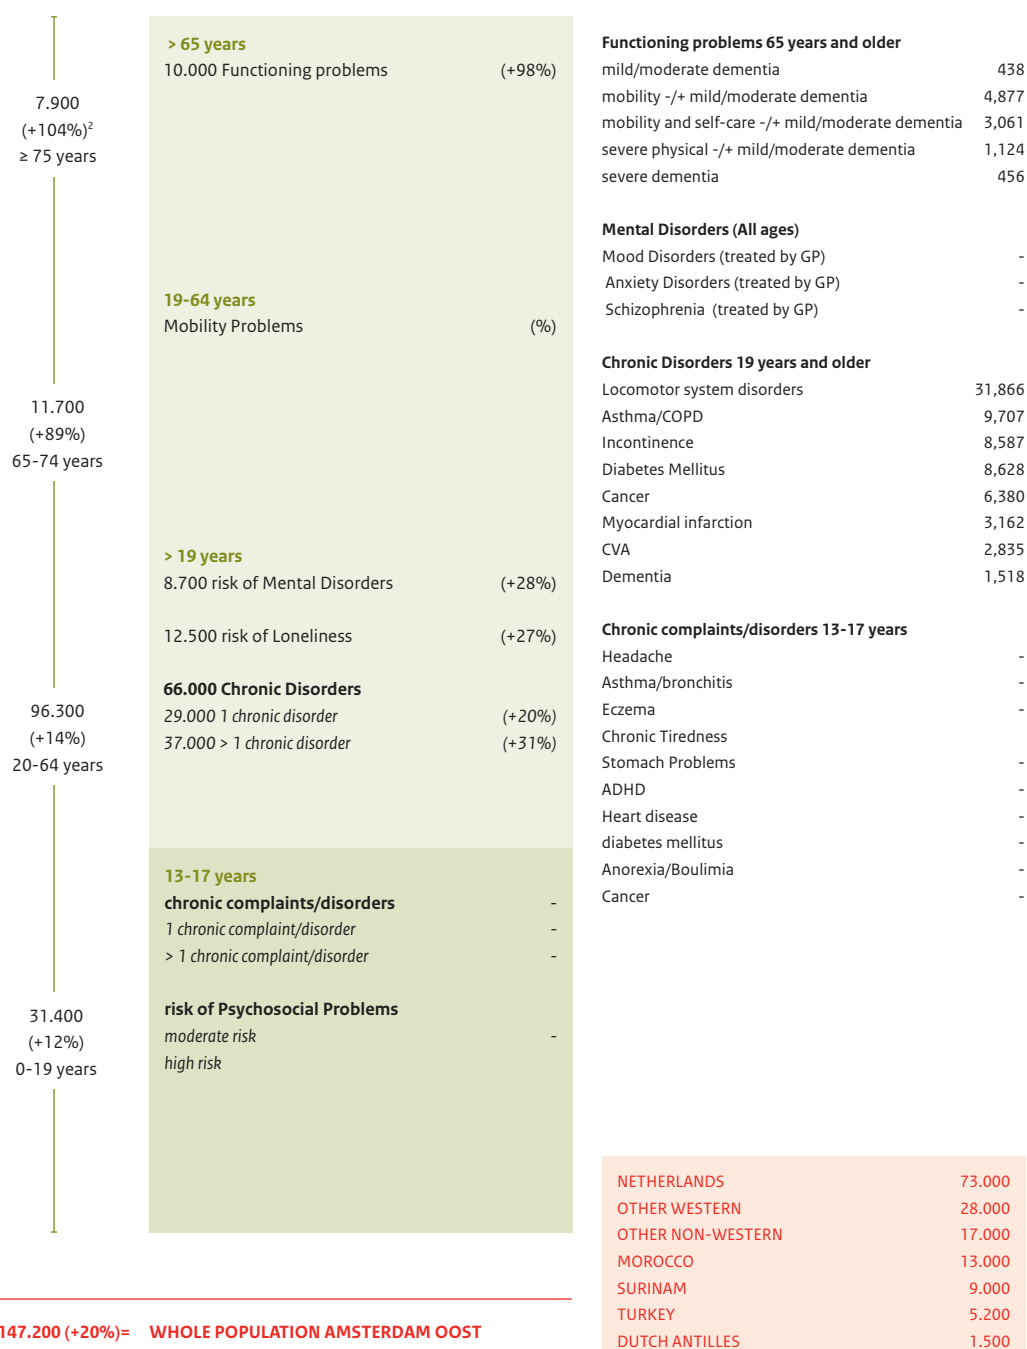 7.900
(+104%)2
≥ 75 years
11.700
(+89%)
65-74 years
96.300
(+14%)
20-64 years
31.400
(+12%)
0-19 years
> 65 years
10.000 Functioning problems (+98%)
19-64 years
Mobility Problems (%)
> 19 years
8.700 risk of Mental Disorders (+28%)
12.500 risk of Loneliness (+27%)
66.000 Chronic Disorders
29.000 1 chronic disorder (+20%)
37.000 > 1 chronic disorder (+31%)
13-17 years
chronic complaints/disorders -
1 chronic complaint/disorder -
> 1 chronic complaint/disorder -
risk of Psychosocial Problems
moderate risk -
high risk
Functioning problems 65 years and older
mild/moderate dementia 438
mobility -/+ mild/moderate dementia 4,877
mobility and self-care -/+ mild/moderate dementia 3,061
severe physical -/+ mild/moderate dementia 1,124
severe dementia 456
Mental Disorders (All ages)
Mood Disorders (treated by GP) -
Anxiety Disorders (treated by GP) -
Schizophrenia (treated by GP) -
Chronic Disorders 19 years and older
Locomotor system disorders 31,866
Asthma/COPD 9,707
Incontinence 8,587
Diabetes Mellitus 8,628
Cancer 6,380
Myocardial infarction 3,162
CVA 2,835
Dementia 1,518
Chronic complaints/disorders 13-17 years
Headache -
Asthma/bronchitis -
Eczema -
Chronic Tiredness
Stomach Problems -
ADHD -
Heart disease -
diabetes mellitus -
Anorexia/Boulimia -
Cancer -
NETHERLANDS 73.000
OTHER WESTERN 28.000
OTHER NON-WESTERN 17.000
MOROCCO 13.000
SURINAM 9.000
TURKEY 5.200
DUTCH ANTILLES 1.500
147.200 (+20%)= WHOLE POPULATION AMSTERDAM OOST